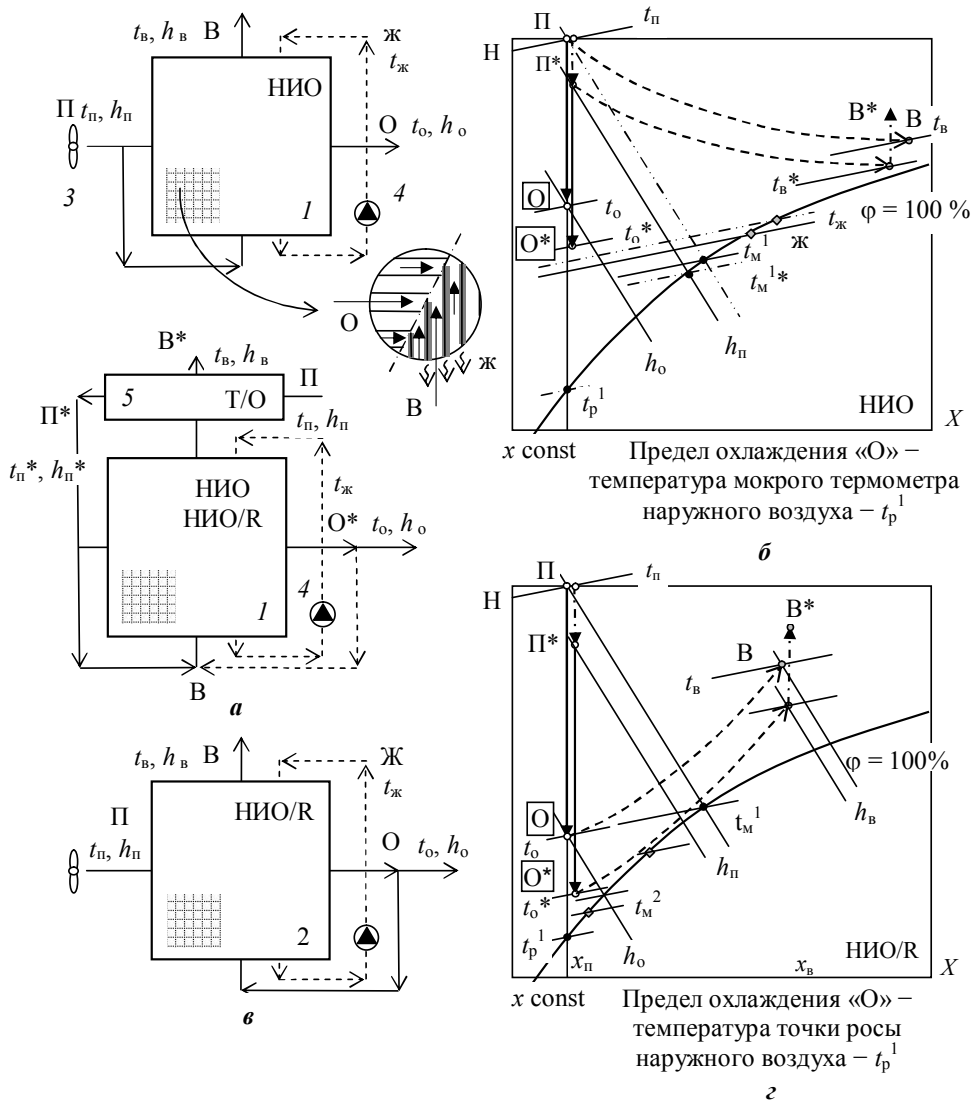 tв, hв В
Ж
tж
НИО
П tп, hп
О tо, hо
3
1
4
О
В
ж
В*
tв, hв
П
5 Т/О
П*
tп, hп
tп*, hп*
tж
НИО
НИО/R
О* tо, hо
4
1
В
а
tв, hв В
Ж
tж
НИО/R
П
tп, hп
О tо, hо
2
в
П tп
Н
П*
В* В tв
tв*
О tо
φ = 100 %
О* tо*
tж
ж
tм¹
tм¹*
hо
hп
tр¹
НИО
X
x const
Предел охлаждения «О» –
температура мокрого термометра
наружного воздуха – tр¹
б
П tп
Н
П*
В*
В
tв
φ = 100%
О
tо
tм¹
hв
О*
hп
tо*
tм²
tр¹
xп
hо
xв
НИО/R
X
x const
Предел охлаждения «О» –
температура точки росы
наружного воздуха – tр¹
г